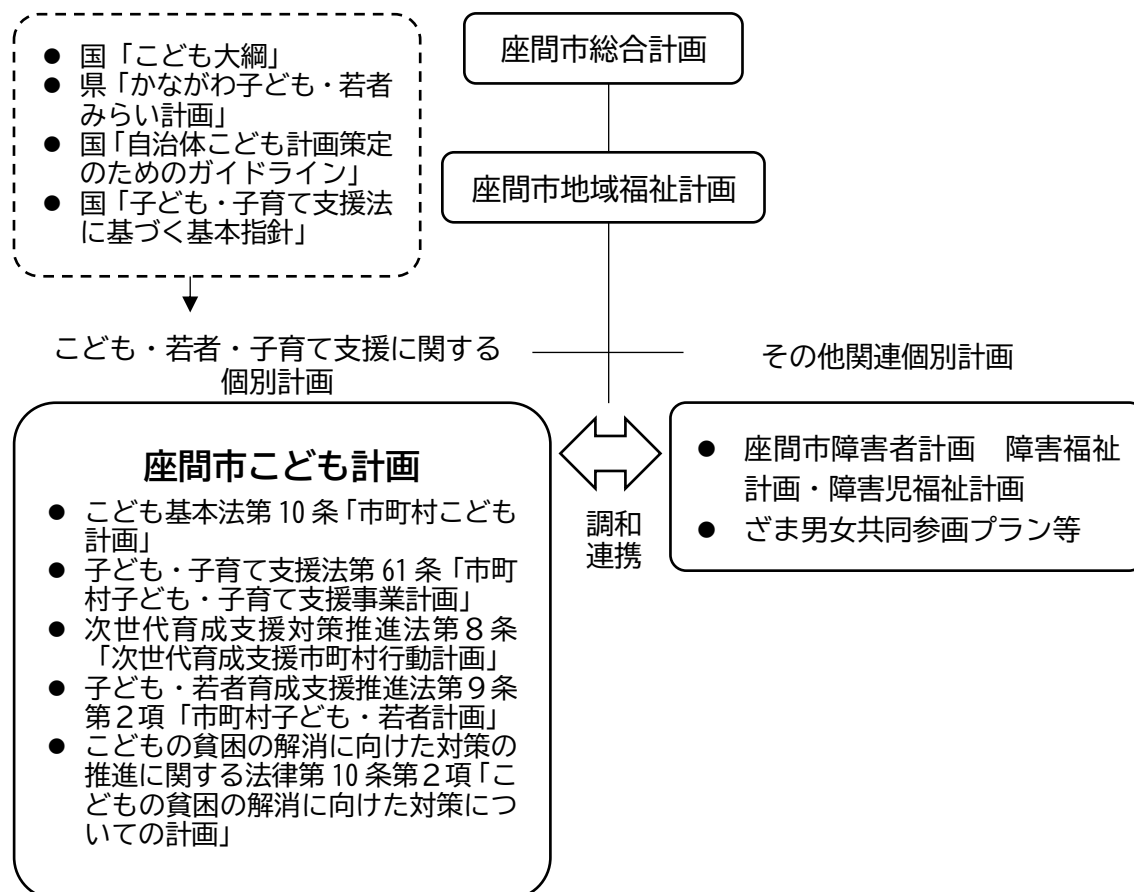 ● 国「こども大綱」
● 県「かながわ子ども・若者
みらい計画」
● 国「自治体こども計画策定
のためのガイドライン」
● 国「子ども・子育て支援法
に基づく基本指針」
座間市総合計画
座間市地域福祉計画
こども・若者・子育て支援に関する
個別計画
その他関連個別計画
座間市こども計画
● こども基本法第10条「市町村こども
計画」
● 子ども・子育て支援法第61条「市町
村子ども・子育て支援事業計画」
● 次世代育成支援対策推進法第８条
「次世代育成支援市町村行動計画」
● 子ども・若者育成支援推進法第９条
第２項「市町村子ども・若者計画」
● こどもの貧困の解消に向けた対策の
推進に関する法律第10条第２項「こ
どもの貧困の解消に向けた対策につ
いての計画」
調和
連携
● 座間市障害者計画　障害福祉
計画・障害児福祉計画
● ざま男女共同参画プラン等